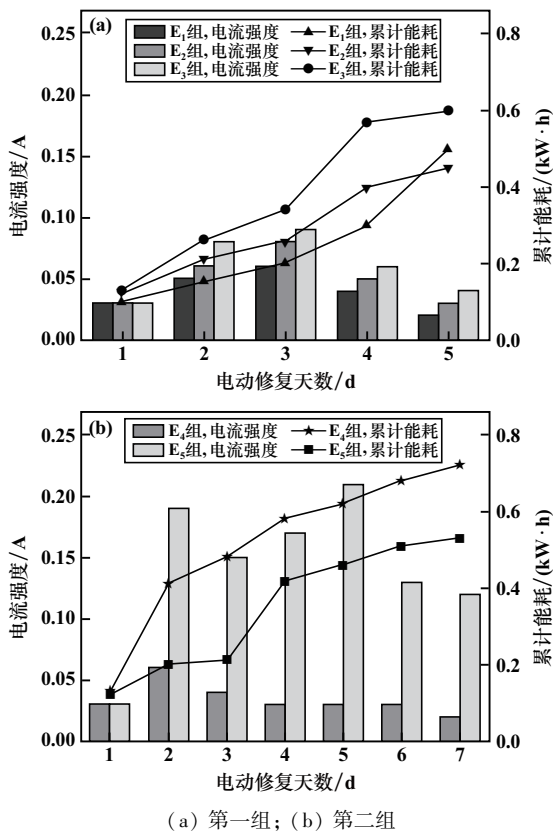 (a)
E₁组,电流强度 E₁组,累计能耗
E₂组,电流强度 E₂组,累计能耗
E₃组,电流强度 E₃组,累计能耗
电流强度/A
0.25
0.20
0.15
0.10
0.05
0.00
累计能耗/(kW·h)
0.8
0.6
0.4
0.2
0.0
1 2 3 4 5
电动修复天数/d
(b)
E₄组,电流强度 E₄组,累计能耗
E₅组,电流强度 E₅组,累计能耗
电流强度/A
0.25
0.20
0.15
0.10
0.05
0.00
累计能耗/(kW·h)
0.8
0.6
0.4
0.2
0.0
1 2 3 4 5 6 7
电动修复天数/d
(a) 第一组; (b) 第二组